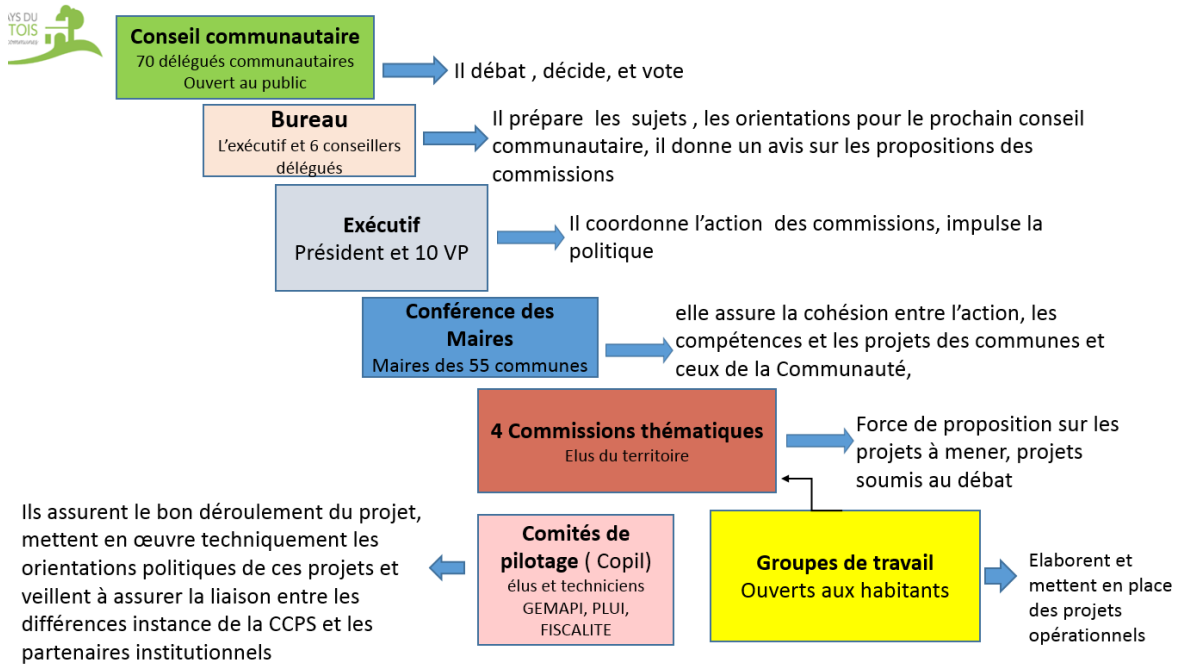 AYS DU
TOIS
Conseil communautaire
70 délégués communautaires
Ouvert au public
Il débat , décide, et vote
Bureau
L'exécutif et 6 conseillers
délégués
Il prépare les sujets , les orientations pour le prochain conseil
communautaire, il donne un avis sur les propositions des
commissions
Exécutif
Président et 10 VP
Il coordonne l'action des commissions, impulse la
politique
Conférence des
Maires
Maires des 55 communes
elle assure la cohésion entre l'action, les
compétences et les projets des communes et
ceux de la Communauté,
4 Commissions thématiques
Elus du territoire
Force de proposition sur les
projets à mener, projets
soumis au débat
Ils assurent le bon déroulement du projet,
mettent en œuvre techniquement les
orientations politiques de ces projets et
veillent à assurer la liaison entre les
différences instance de la CCPS et les
partenaires institutionnels
Comités de
pilotage ( Copil)
élus et techniciens
GEMAPI, PLUI,
FISCALITE
Groupes de travail
Ouverts aux habitants
Elaborent et
mettent en place
des projets
opérationnels